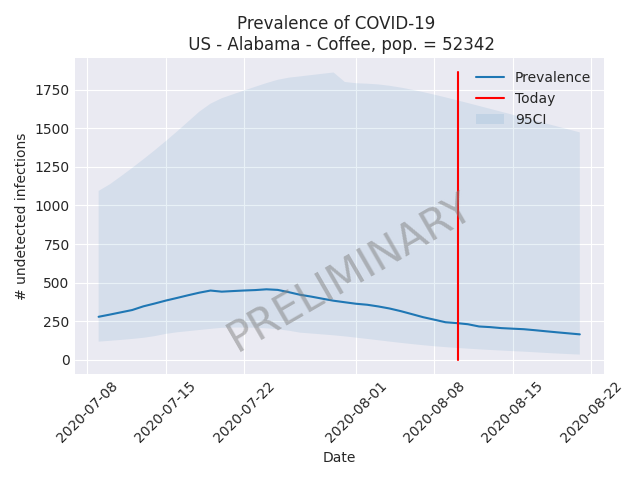 Prevalence of COVID-19
US - Alabama - Coffee, pop. = 52342
Prevalence
Today
95CI
# undetected infections
1750
1500
1250
1000
750
500
250
0
PRELIMINARY
2020-07-08
2020-07-15
2020-07-22
2020-08-01
2020-08-08
2020-08-15
2020-08-22
Date